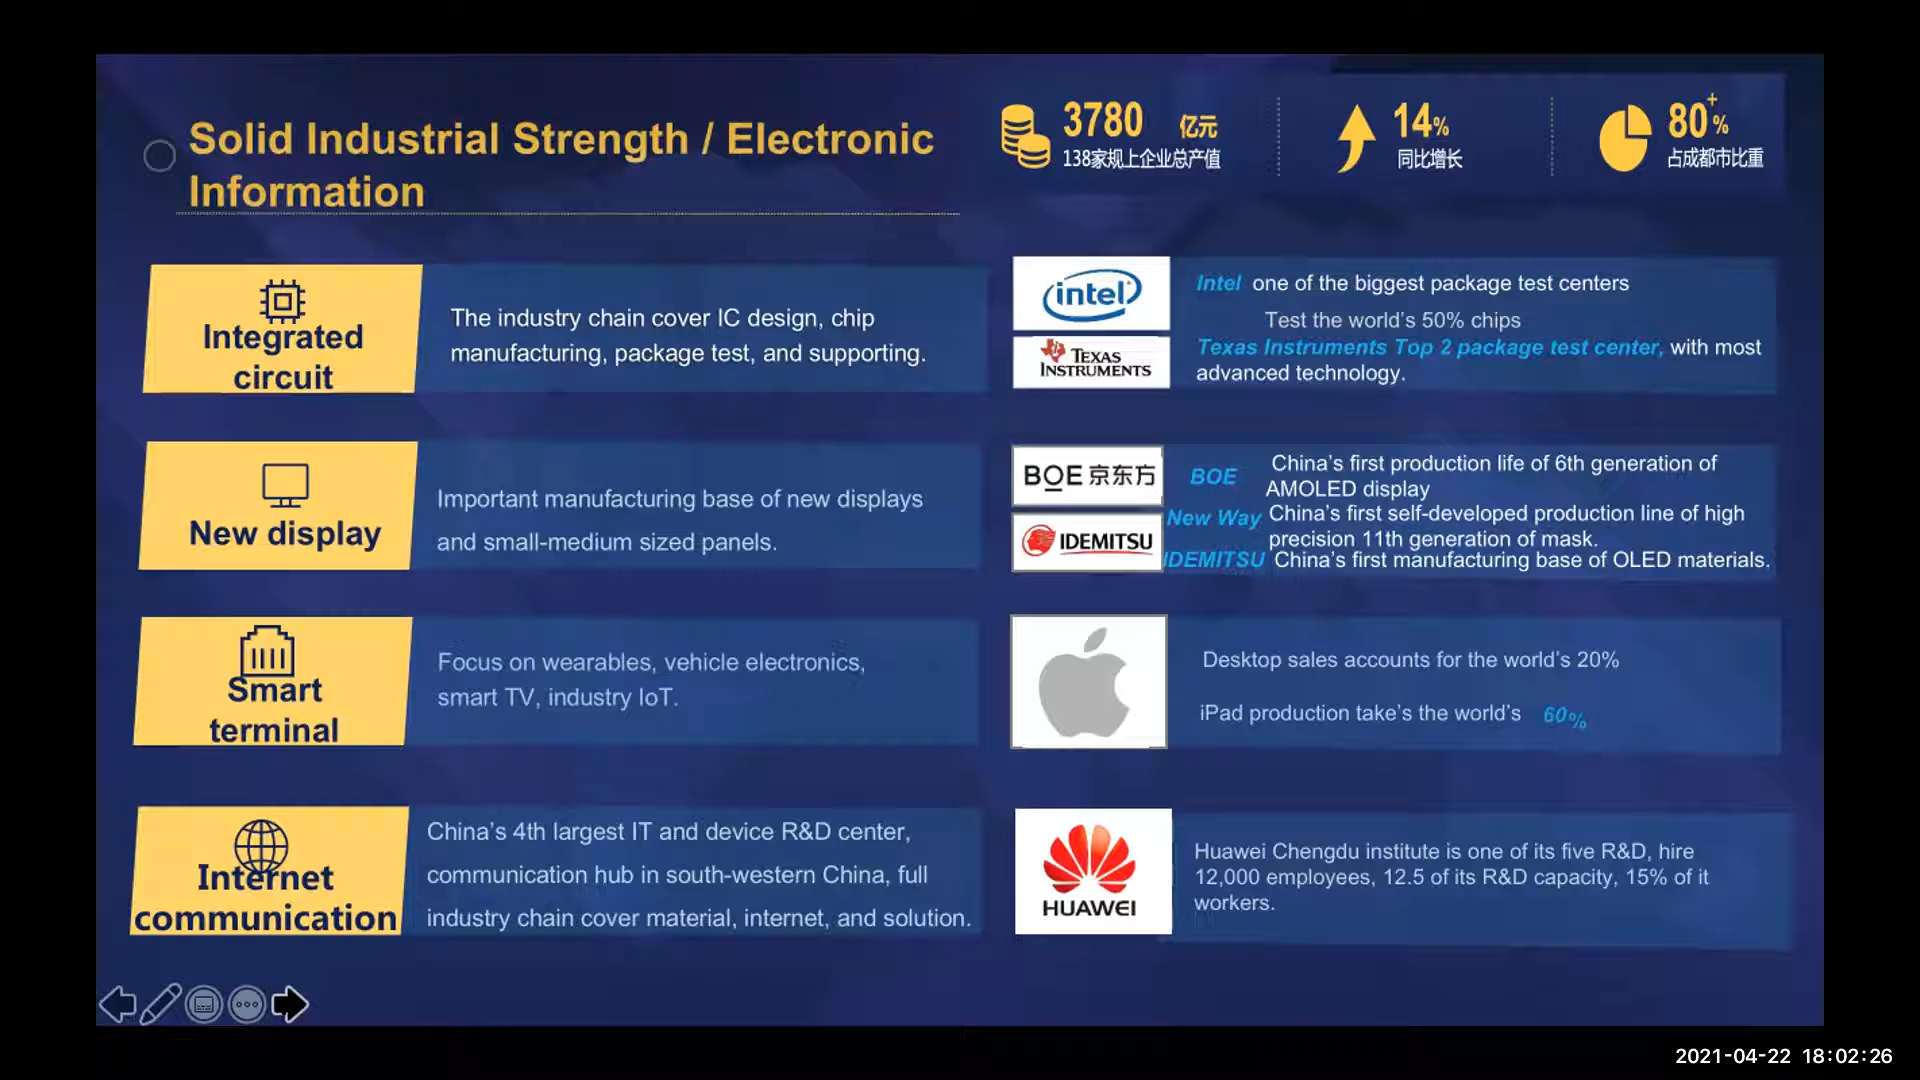 Solid Industrial Strength / Electronic
Information
3780 亿元
138家规上企业总产值
14%
同比增长
80+%
占成都市比重
Integrated
circuit
The industry chain cover IC design, chip
manufacturing, package test, and supporting.
intel
TEXAS
INSTRUMENTS
Intel one of the biggest package test centers
Test the world's 50% chips
Texas Instruments Top 2 package test center, with most
advanced technology.
New display
Important manufacturing base of new displays
and small-medium sized panels.
BOE 京东方
IDEMITSU
BOE China's first production life of 6th generation of
AMOLED display
New Way China's first self-developed production line of high
precision 11th generation of mask.
IDEMITSU China's first manufacturing base of OLED materials.
Smart
terminal
Focus on wearables, vehicle electronics,
smart TV, industry IoT.
Desktop sales accounts for the world's 20%
iPad production take's the world's 60%
Internet
communication
China's 4th largest IT and device R&D center,
communication hub in south-western China, full
industry chain cover material, internet, and solution.
HUAWEI
Huawei Chengdu institute is one of its five R&D, hire
12,000 employees, 12.5 of its R&D capacity, 15% of it
workers.
2021-04-22 18:02:26